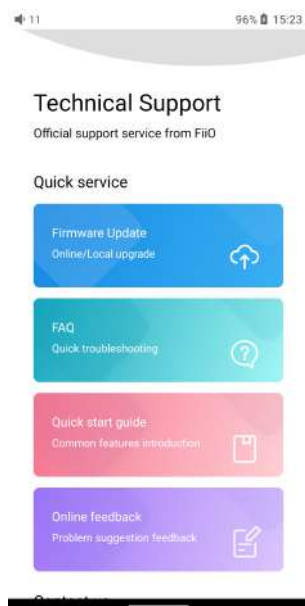 11
96% 15:23
Technical Support
Official support service from FiiO
Quick service
Firmware Update
Online/Local upgrade
FAQ
Quick troubleshooting
Quick start guide
Common features introduction
Online feedback
Problem suggestion feedback